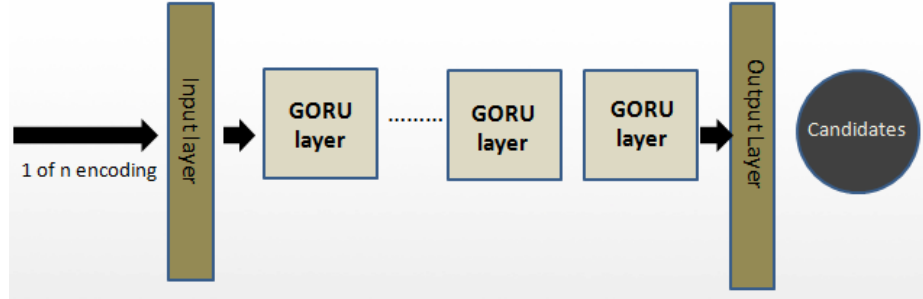 1 of n encoding
Input layer
GORU
layer
.........
GORU
layer
GORU
layer
Output Layer
Candidates